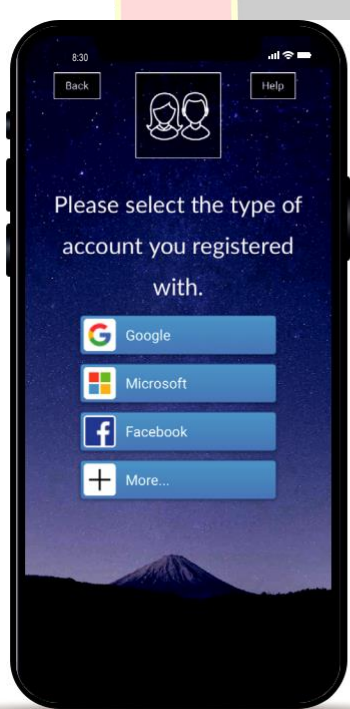 8:30
Back
Help
Please select the type of
account you registered
with.
Google
Microsoft
Facebook
More...